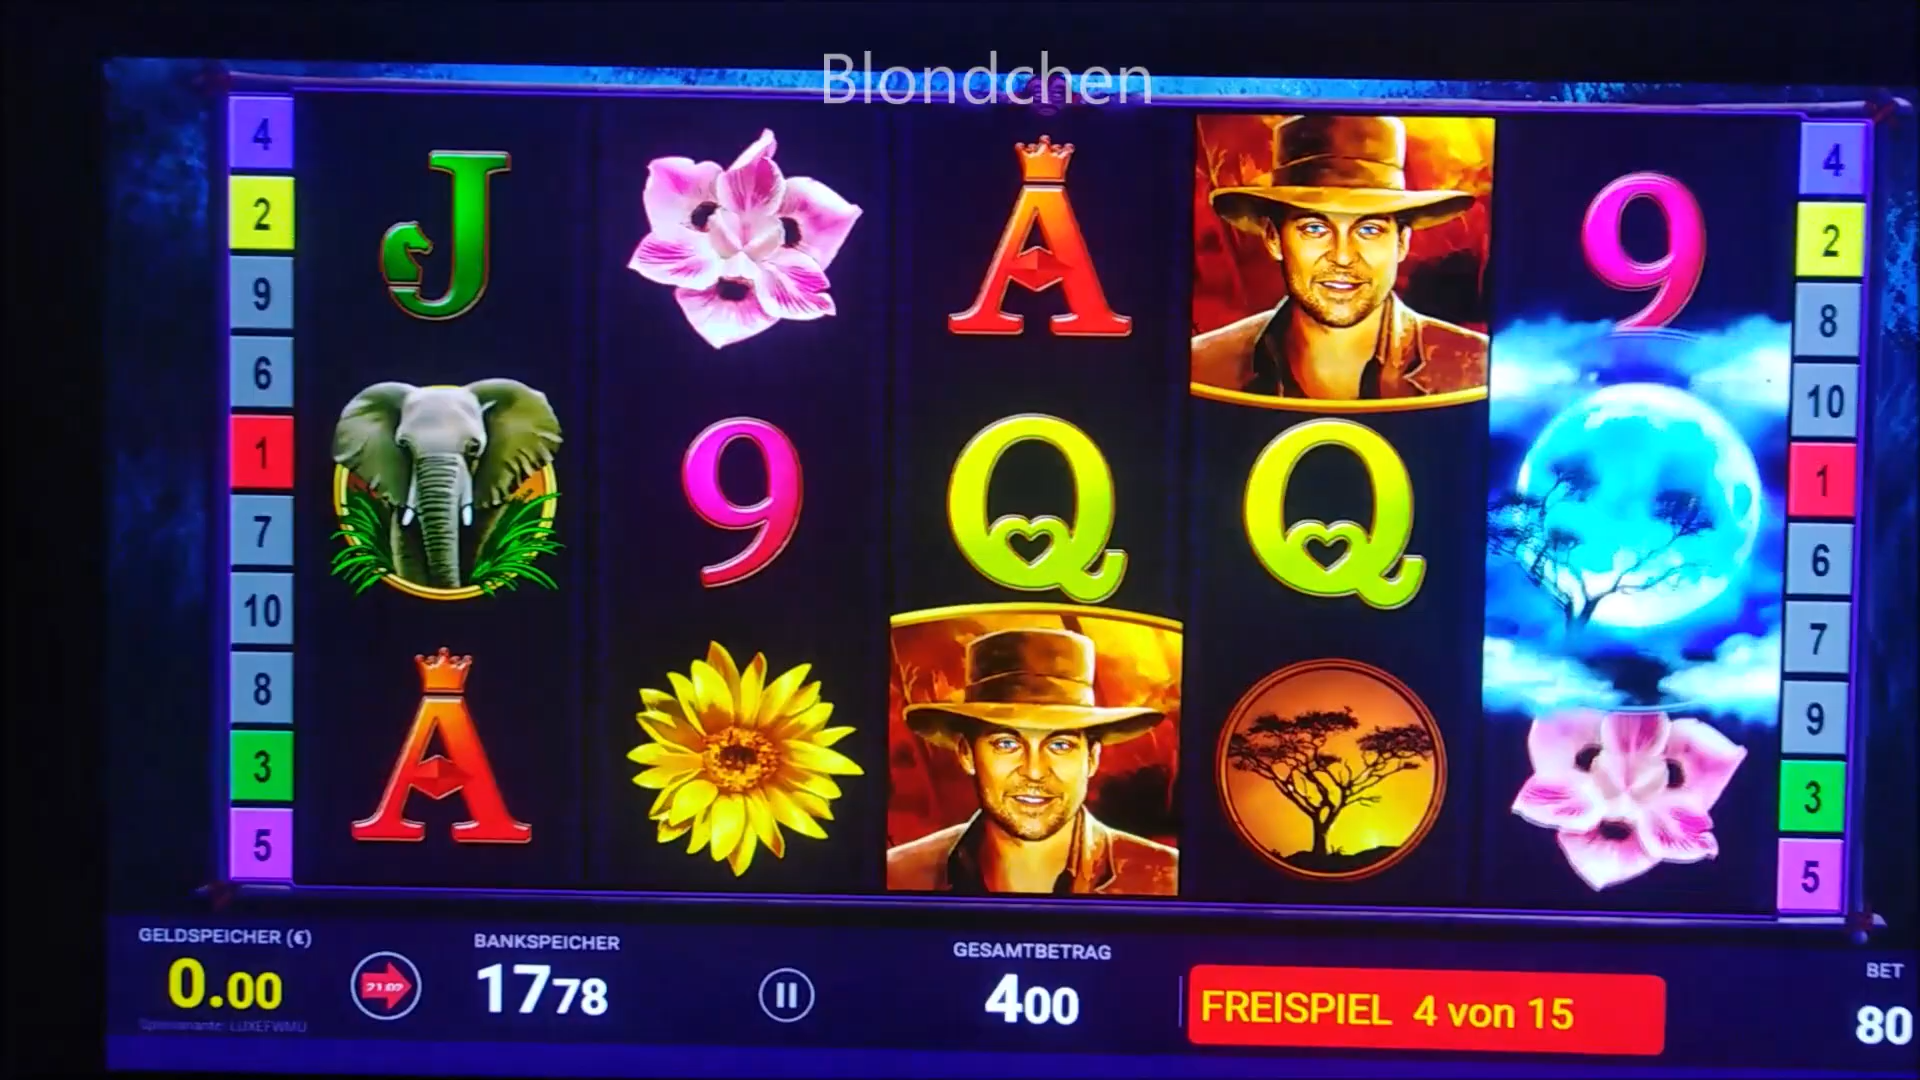 Blondchen
4
2
9
6
1
7
10
8
3
5
J
A
9
A
9
Q
Q
A
4
2
8
10
1
6
7
9
3
5
GELDSPEICHER (€)
0.00
BANKSPEICHER
1778
GESAMTBETRAG
400
FREISPIEL 4 von 15
BET
80